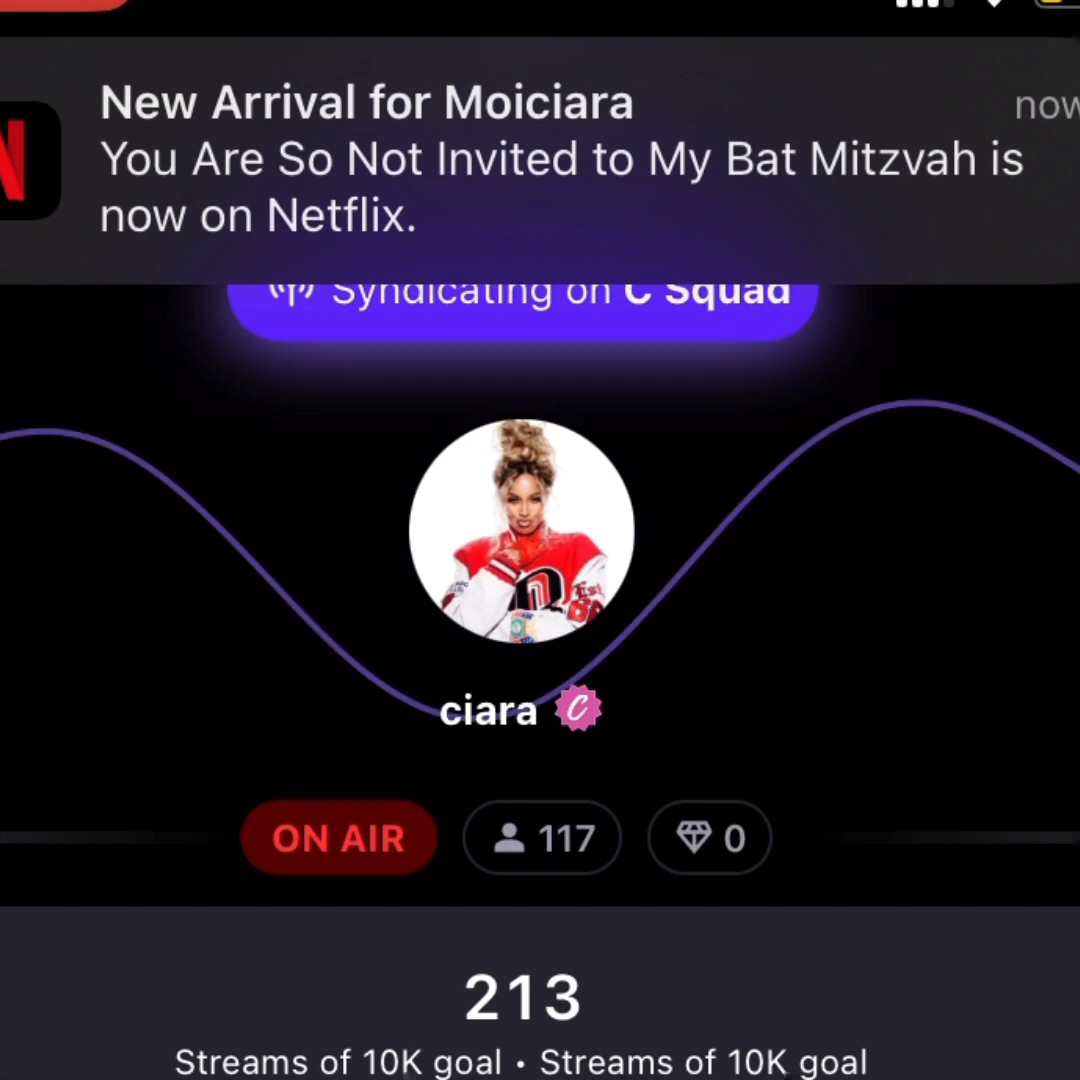 New Arrival for Moiciara
now
You Are So Not Invited to My Bat Mitzvah is
now on Netflix.
Syndicating on C Squad
ciara
C
ON AIR
117
0
213
Streams of 10K goal • Streams of 10K goal